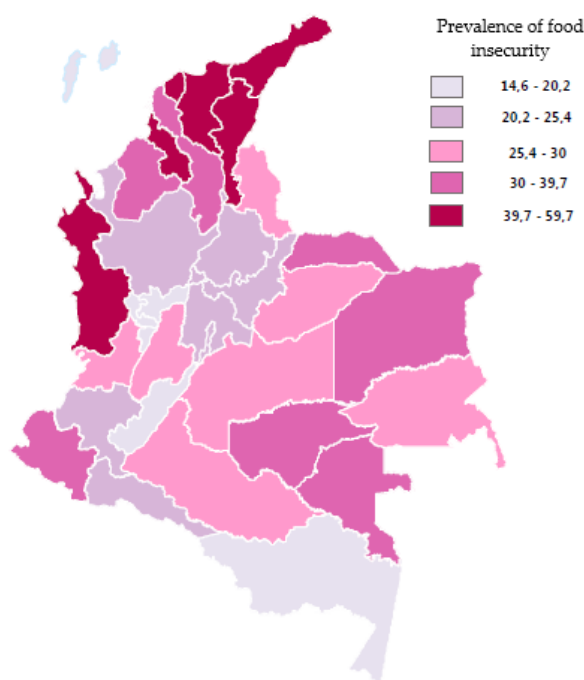 Prevalence of food
insecurity
14,6 - 20,2
20,2 - 25,4
25,4 - 30
30 - 39,7
39,7 - 59,7